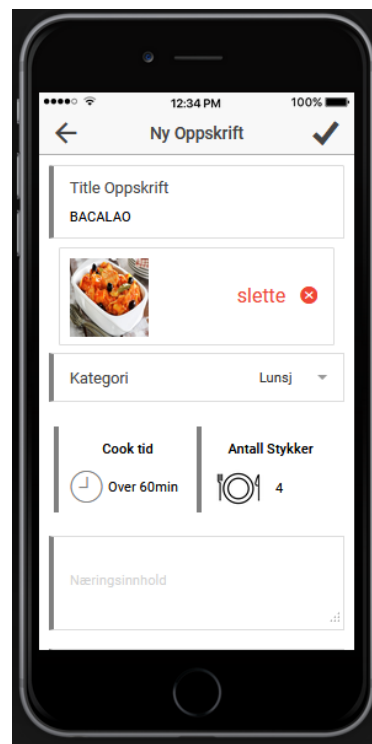 12:34 PM
100%
Ny Oppskrift
Title Oppskrift
BACALAO
slette
Kategori
Lunsj
Cook tid
Antall Stykker
Over 60min
4
Næringsinnhold